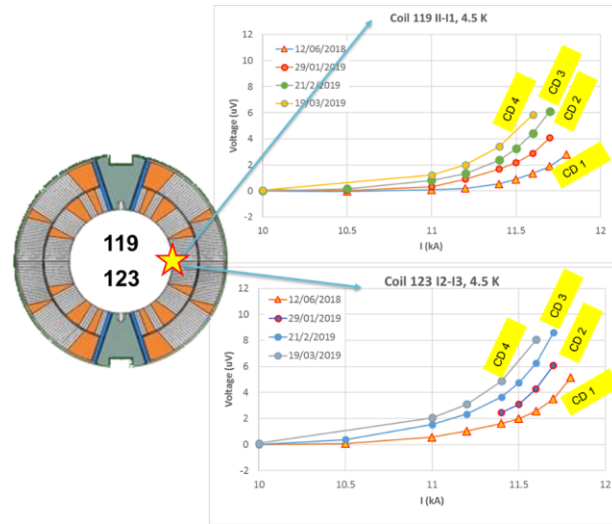 119
123
Coil 119 II-I1, 4.5 K
12/06/2018
29/01/2019
21/2/2019
19/03/2019
CD 4
CD 3
CD 2
CD 1
Voltage (uV)
12
10
8
6
4
2
0
-2
10
10.5
11
11.5
12
I (kA)
Coil 123 I2-I3, 4.5 K
12/06/2018
29/01/2019
21/2/2019
19/03/2019
CD 4
CD 3
CD 2
CD 1
Voltage (uV)
12
10
8
6
4
2
0
-2
10
10.5
11
11.5
12
I (kA)